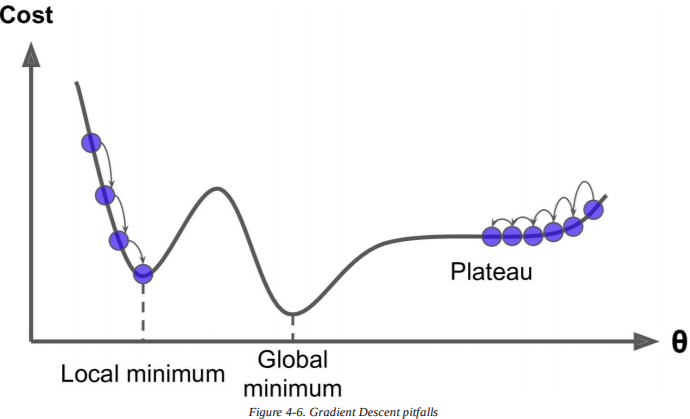 Cost
Plateau
θ
Local minimum
Global
minimum
Figure 4-6. Gradient Descent pitfalls